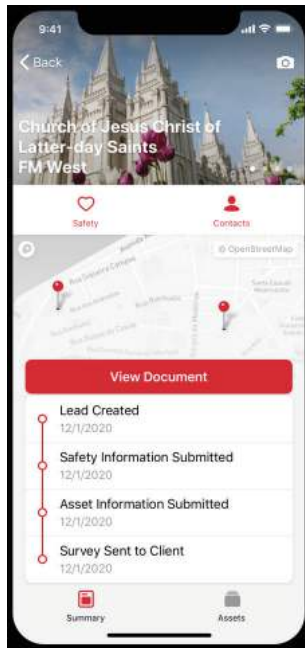 9:41
Back
Church of Jesus Christ of
Latter-day Saints
FM West
Safety
Contacts
© OpenStreetMap
View Document
Lead Created
12/1/2020
Safety Information Submitted
12/1/2020
Asset Information Submitted
12/1/2020
Survey Sent to Client
12/1/2020
Summary
Assets